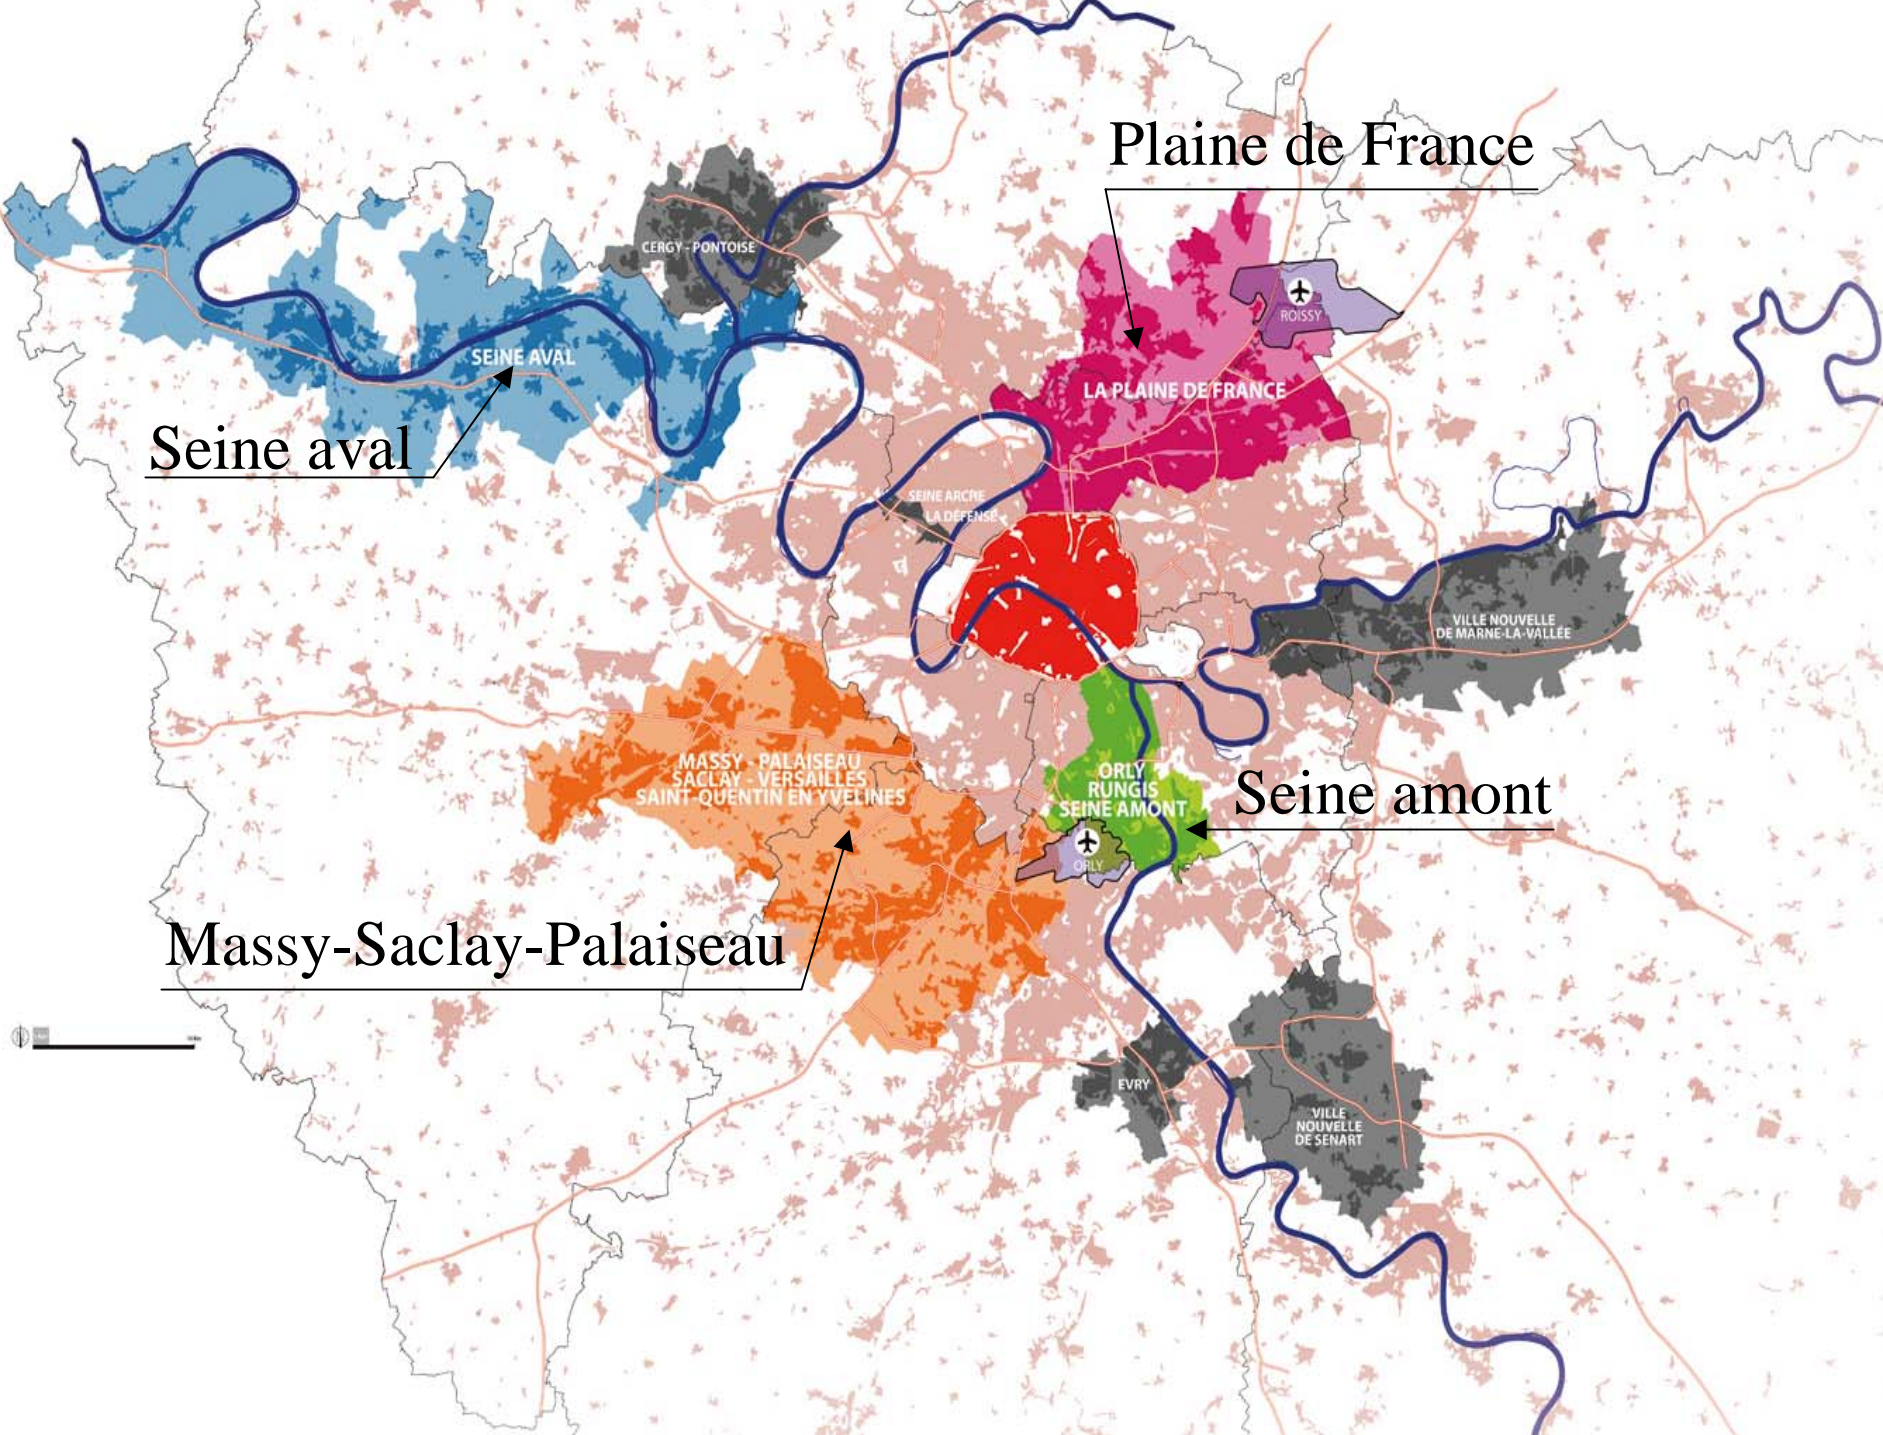 Plaine de France
CERGY - PONTOISE
ROISSY
SEINE AVAL
LA PLAINE DE FRANCE
Seine aval
SEINE ARCHE
LA DÉFENSE
VILLE NOUVELLE
DE MARNE-LA-VALLÉE
MASSY - PALAISEAU
SACLAY - VERSAILLES
SAINT-QUENTIN EN YVELINES
ORLY
RUNGIS
SEINE AMONT
Seine amont
ORLY
Massy-Saclay-Palaiseau
EVRY
VILLE
NOUVELLE
DE SENART